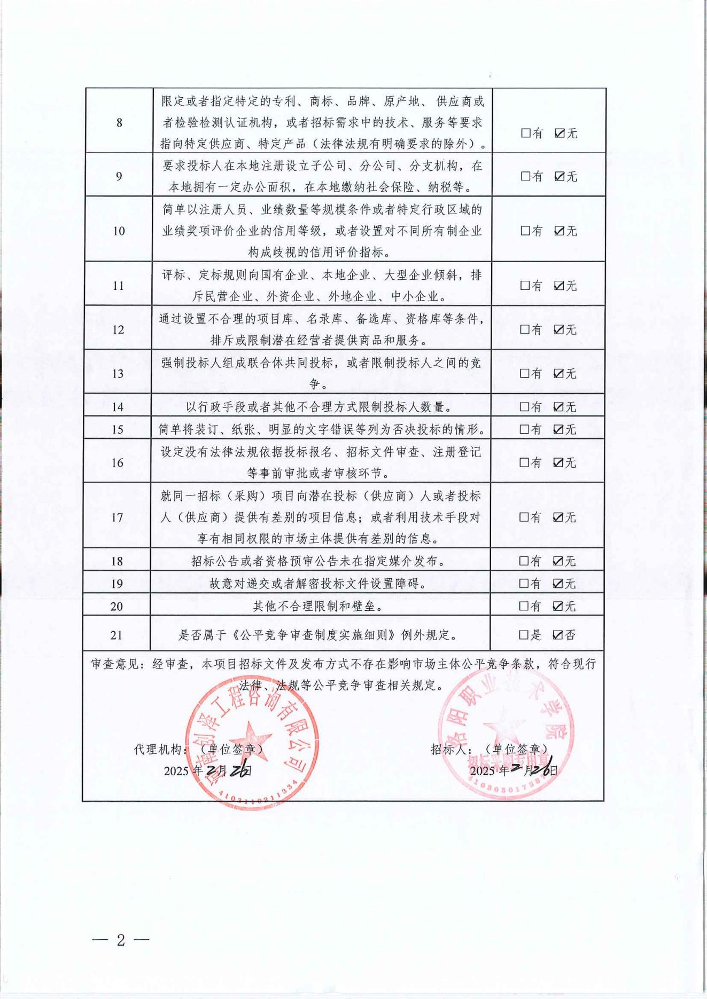 8
限定或者指定特定的专利、商标、品牌、原产地、 供应商或
者检验检测认证机构，或者招标需求中的技术、服务等要求
指向特定供应商、特定产品（法律法规有明确要求的除外）。
□有 ☑无
9
要求投标人在本地注册设立子公司、分公司、分支机构，在
本地拥有一定办公面积，在本地缴纳社会保险、纳税等。
□有 ☑无
10
简单以注册人员、业绩数量等规模条件或者特定行政区域的
业绩奖项评价企业的信用等级，或者设置对不同所有制企业
构成歧视的信用评价指标。
□有 ☑无
11
评标、定标规则向国有企业、本地企业、大型企业倾斜，排
斥民营企业、外资企业、外地企业、中小企业。
□有 ☑无
12
通过设置不合理的项目库、名录库、备选库、资格库等条件，
排斥或限制潜在经营者提供商品和服务。
□有 ☑无
13
强制投标人组成联合体共同投标，或者限制投标人之间的竞
争。
□有 ☑无
14
以行政手段或者其他不合理方式限制投标人数量。
□有 ☑无
15
简单将装订、纸张、明显的文字错误等列为否决投标的情形。
□有 ☑无
16
设定没有法律法规依据投标报名、招标文件审查、注册登记
等事前审批或者审核环节。
□有 ☑无
17
就同一招标（采购）项目向潜在投标（供应商）人或者投标
人（供应商）提供有差别的项目信息；或者利用技术手段对
享有相同权限的市场主体提供有差别的信息。
□有 ☑无
18
招标公告或者资格预审公告未在指定媒介发布。
□有 ☑无
19
故意对递交或者解密投标文件设置障碍。
□有 ☑无
20
其他不合理限制和壁垒。
□有 ☑无
21
是否属于《公平竞争审查制度实施细则》例外规定。
□是 ☑否
审查意见：经审查，本项目招标文件及发布方式不存在影响市场主体公平竞争条款，符合现行
法律、法规等公平竞争审查相关规定。
河南创泽工程咨询有限公司
4103110211334
洛阳职业技术学院
招标采购专用章
代理机构：（单位签章）
招标人：（单位签章）
2025年2月26日
2025年2月26日
— 2 —